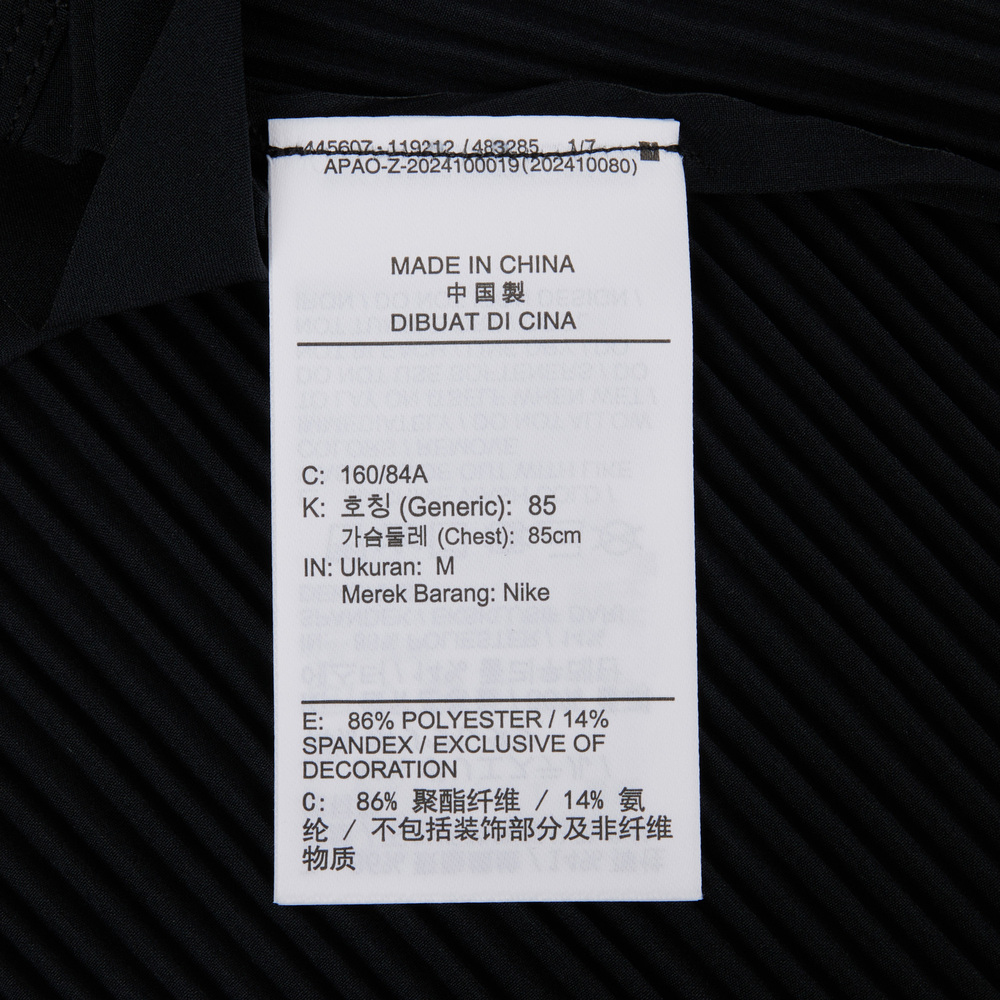 445607-119212 / 483285 1/7
APAO-Z-2024100019(202410080)
MADE IN CHINA
中国製
DIBUAT DI CINA
C: 160/84A
K: 호칭 (Generic): 85
가슴둘레 (Chest): 85cm
IN: Ukuran: M
Merek Barang: Nike
E: 86% POLYESTER / 14%
SPANDEX / EXCLUSIVE OF
DECORATION
C: 86% 聚酯纤维 / 14% 氨
纶 / 不包括装饰部分及非纤维
物质